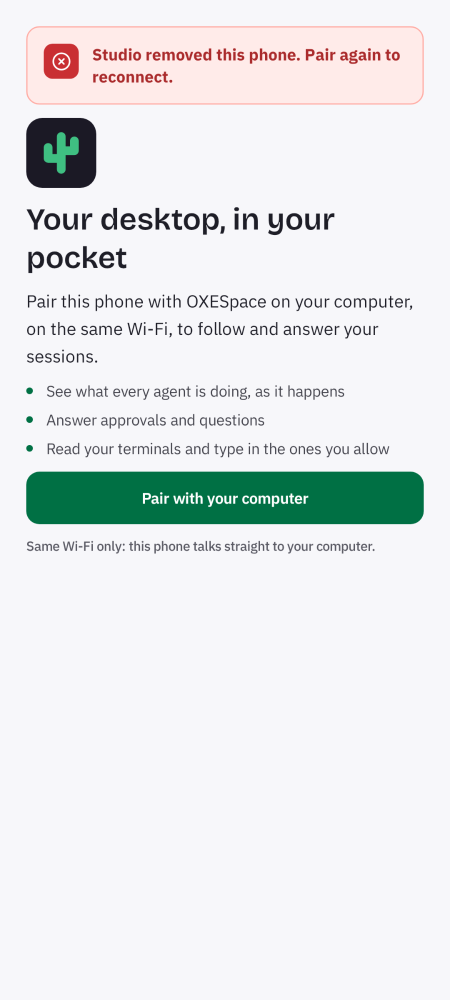 Studio removed this phone. Pair again to
reconnect.
Your desktop, in your
pocket
Pair this phone with OXESpace on your computer,
on the same Wi-Fi, to follow and answer your
sessions.
See what every agent is doing, as it happens
Answer approvals and questions
Read your terminals and type in the ones you allow
Pair with your computer
Same Wi-Fi only: this phone talks straight to your computer.